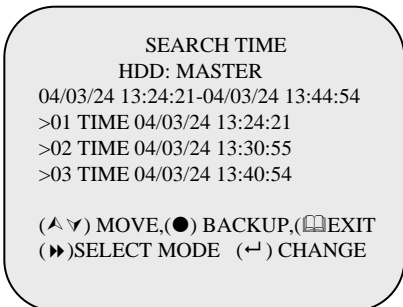 SEARCH TIME
HDD: MASTER
04/03/24 13:24:21-04/03/24 13:44:54
>01 TIME 04/03/24 13:24:21
>02 TIME 04/03/24 13:30:55
>03 TIME 04/03/24 13:40:54
(⮝⮟) MOVE,(●) BACKUP,(🕮EXIT
(⏩)SELECT MODE (↵) CHANGE